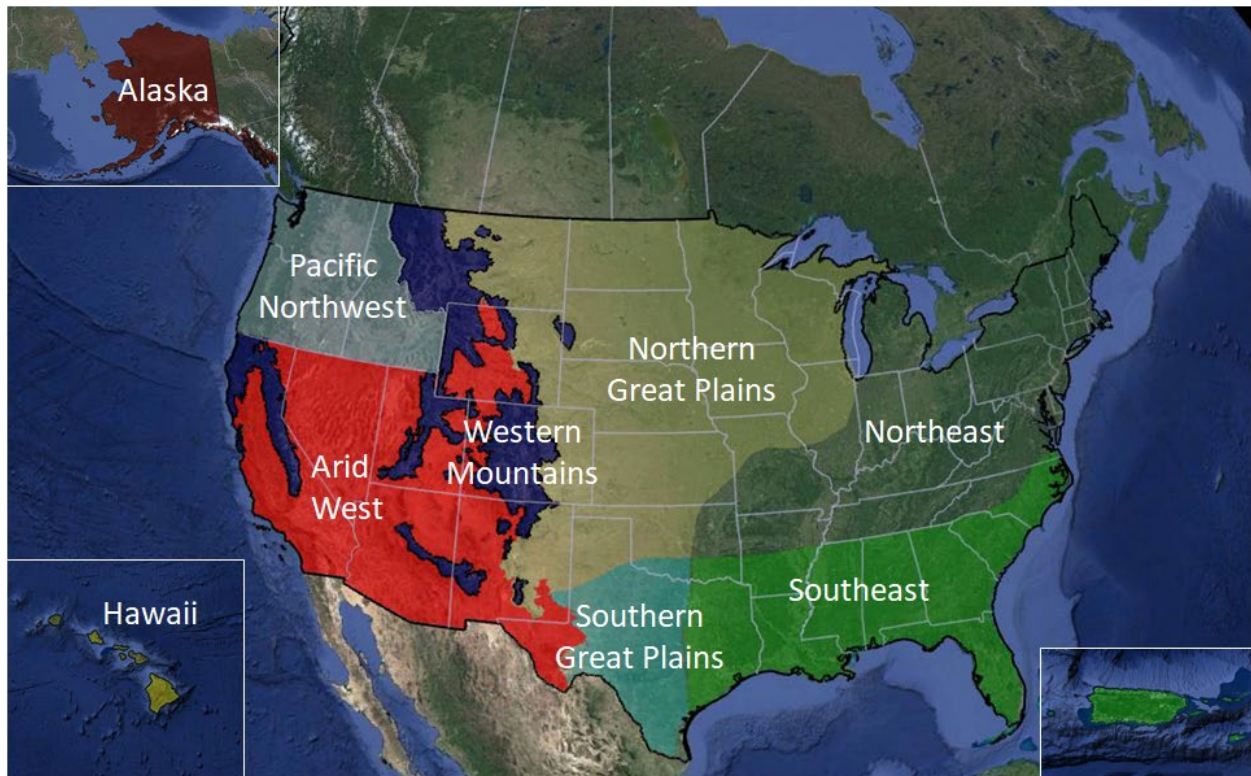 Alaska
Pacific
Northwest
Northern
Great Plains
Northeast
Western
Mountains
Arid
West
Southeast
Hawaii
Southern
Great Plains